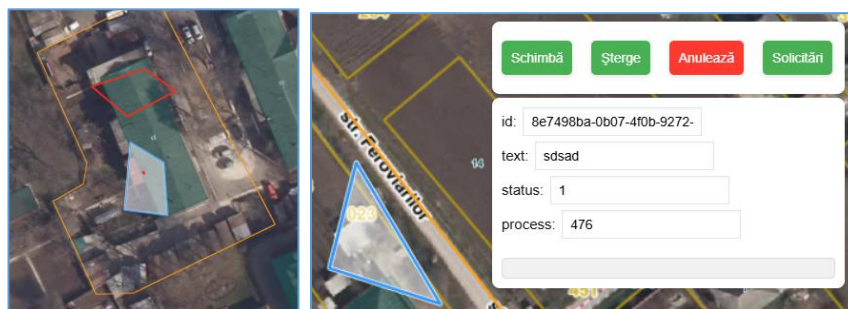 Schimbă Şterge Anulează Solicitări
id: 8e7498ba-0b07-4f0b-9272-
text: sdsad
status: 1
process: 476
str. Feroviarilor
14
023
451